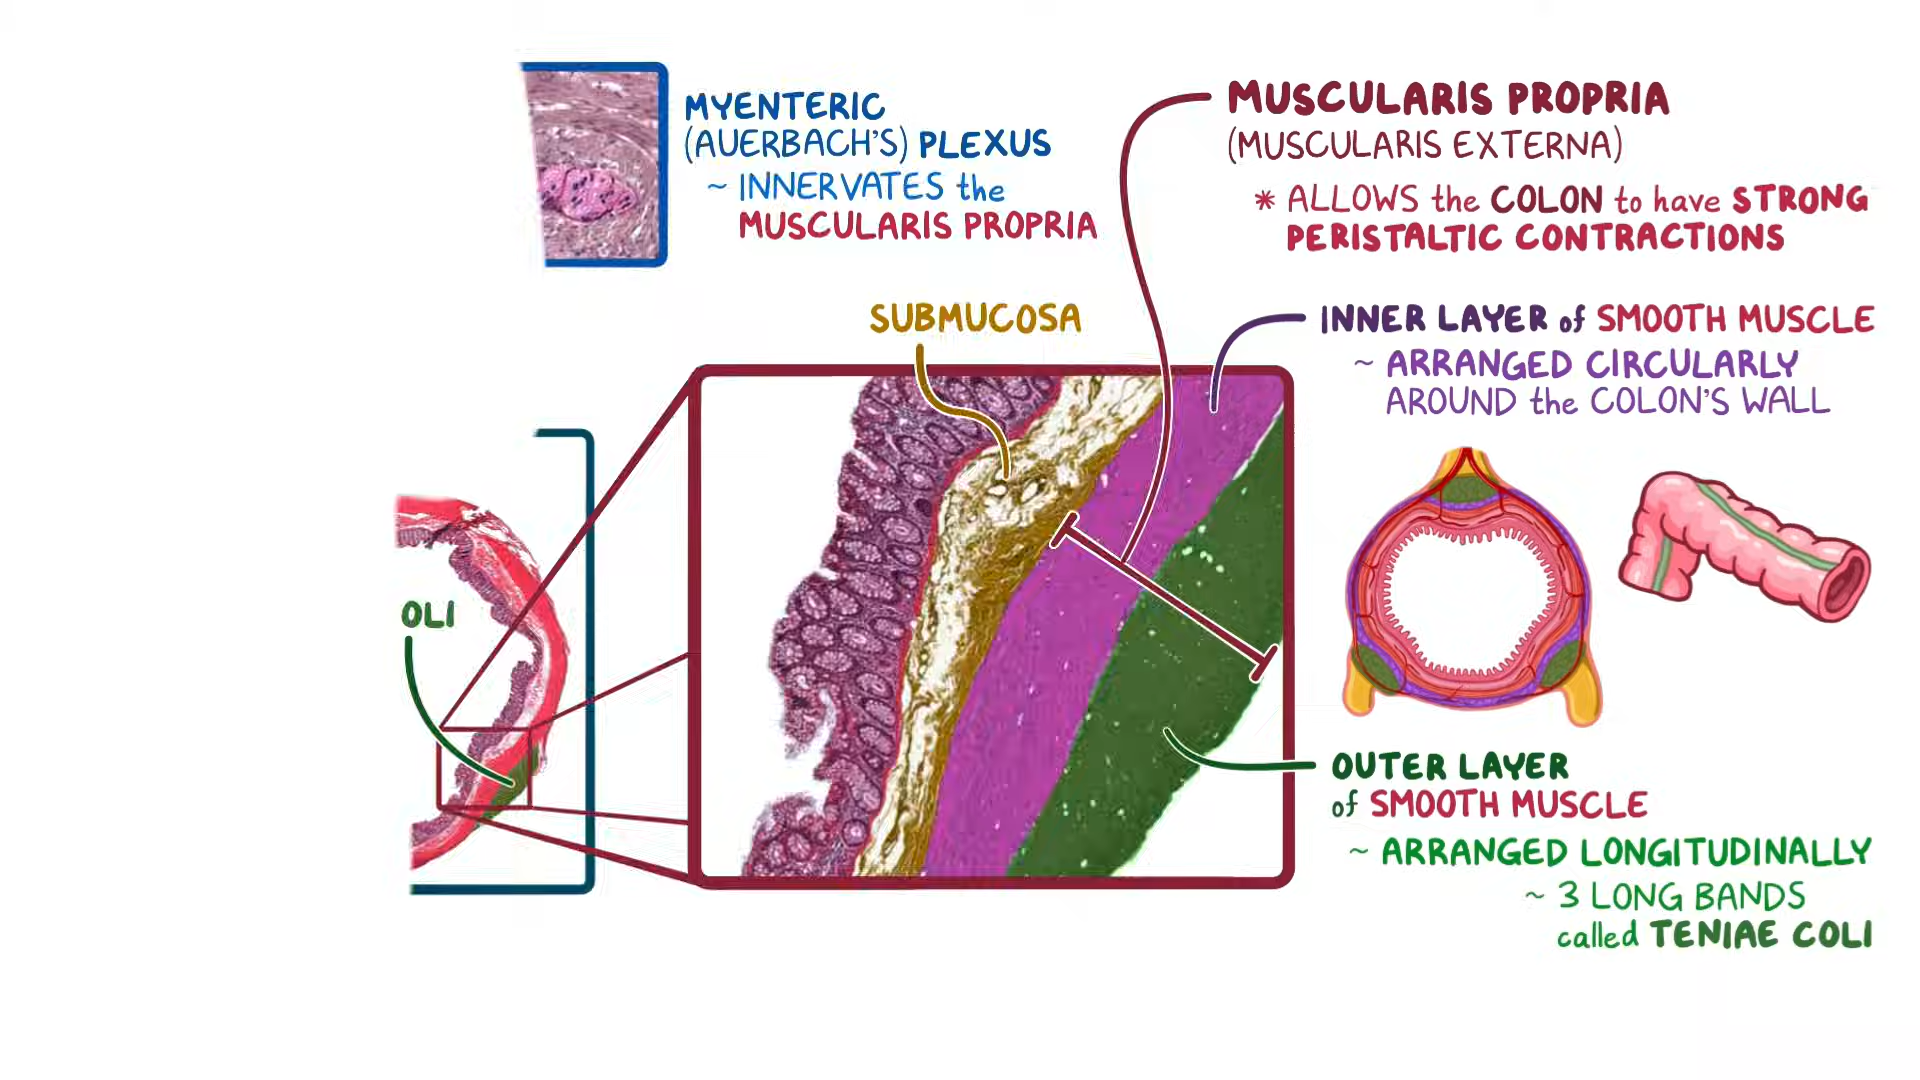 MYENTERIC
(AUERBACH'S) PLEXUS
~ INNERVATES the
MUSCULARIS PROPRIA
MUSCULARIS PROPRIA
(MUSCULARIS EXTERNA)
* ALLOWS the COLON to have STRONG
PERISTALTIC CONTRACTIONS
SUBMUCOSA
INNER LAYER of SMOOTH MUSCLE
~ ARRANGED CIRCULARLY
AROUND the COLON'S WALL
OLI
OUTER LAYER
of SMOOTH MUSCLE
~ ARRANGED LONGITUDINALLY
~ 3 LONG BANDS
called TENIAE COLI